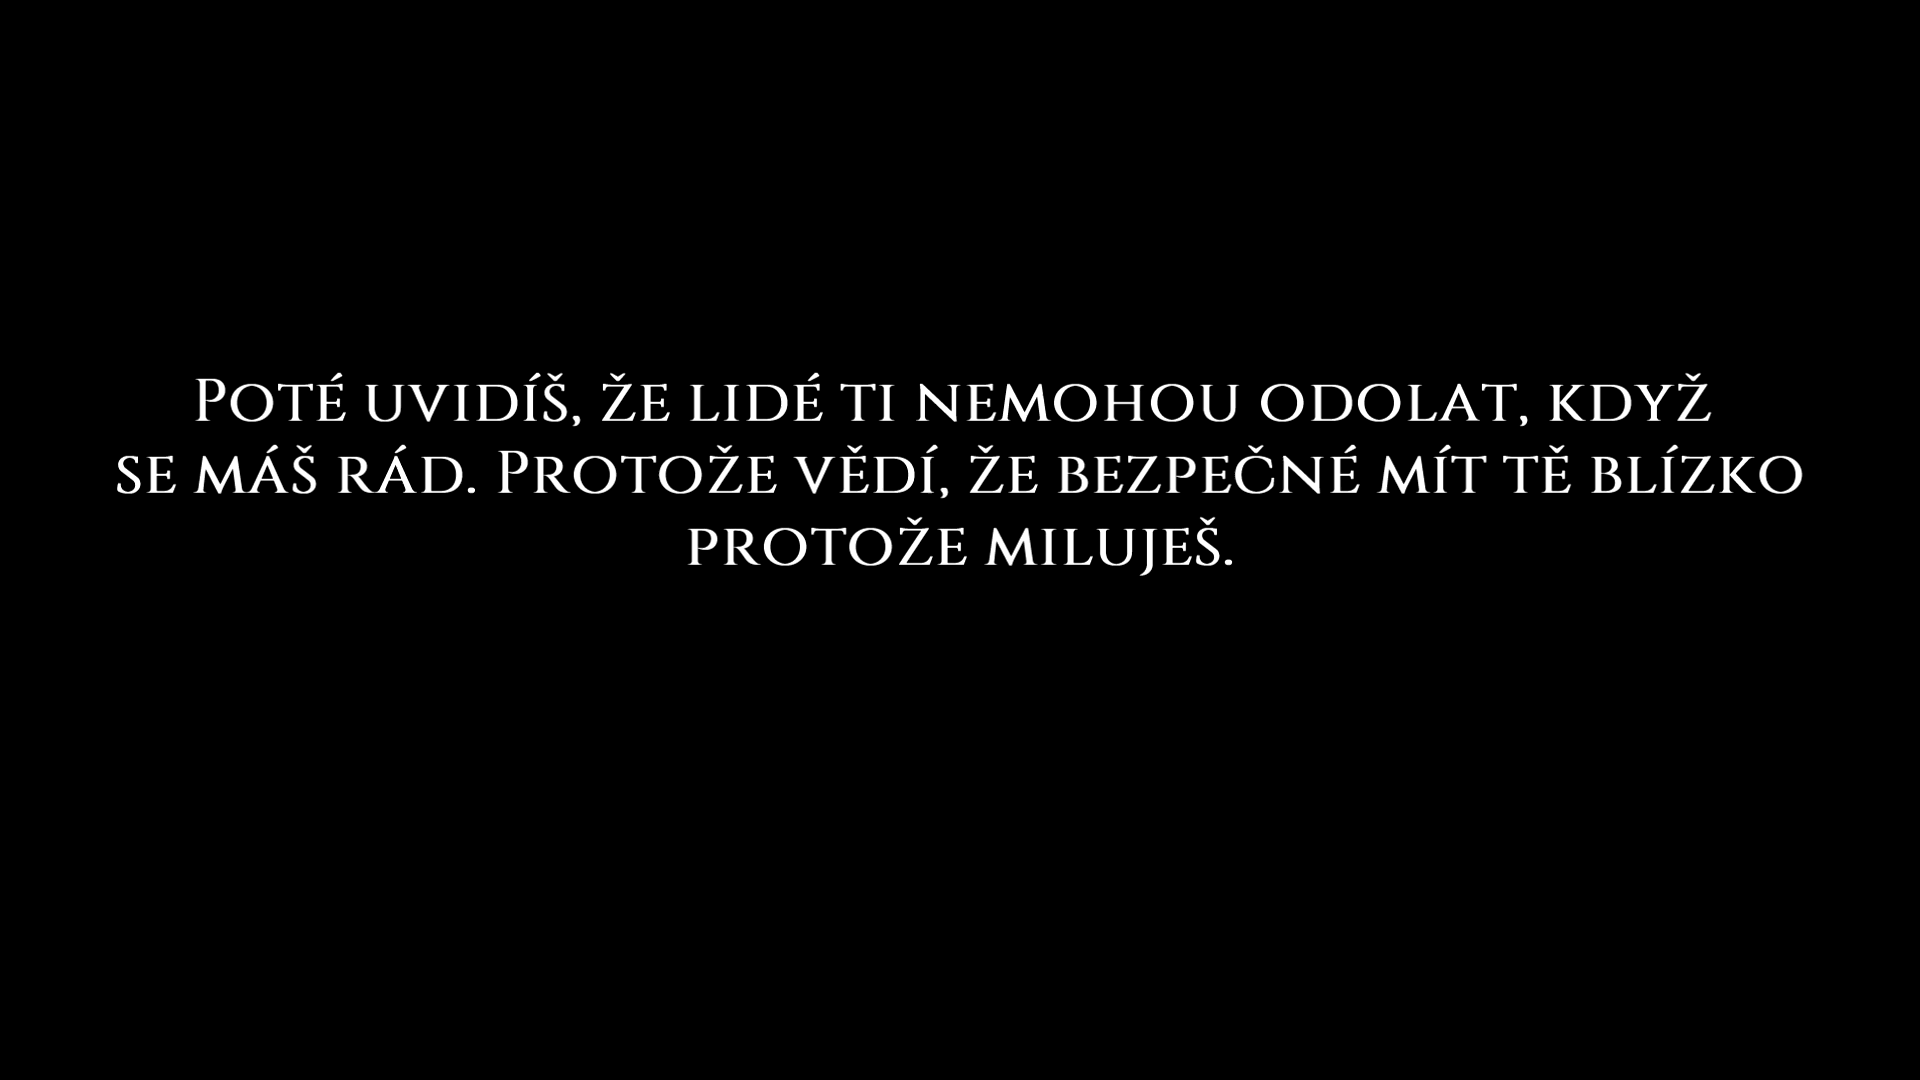 Poté uvidíš, že lidé ti nemohou odolat, když
se máš rád. Protože vědí, že bezpečné mít tě blízko
protože miluješ.